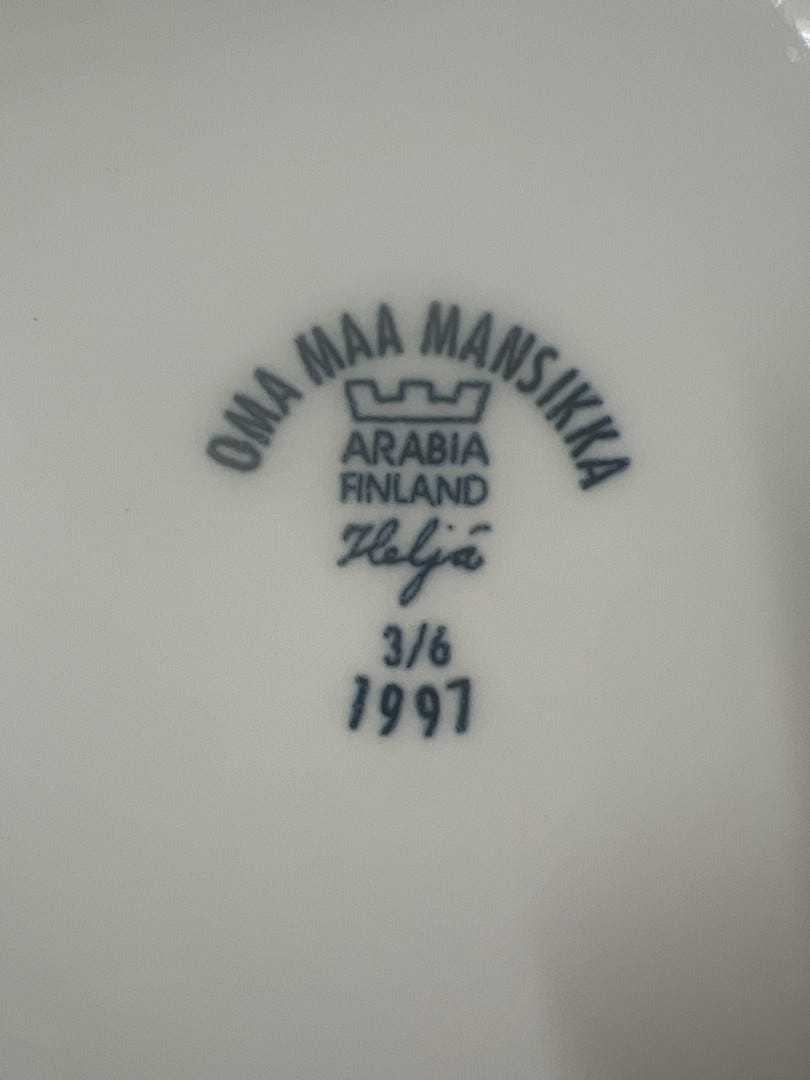 OMA MAA MANSIKKA
ARABIA
FINLAND
Heljä
3/6
1997